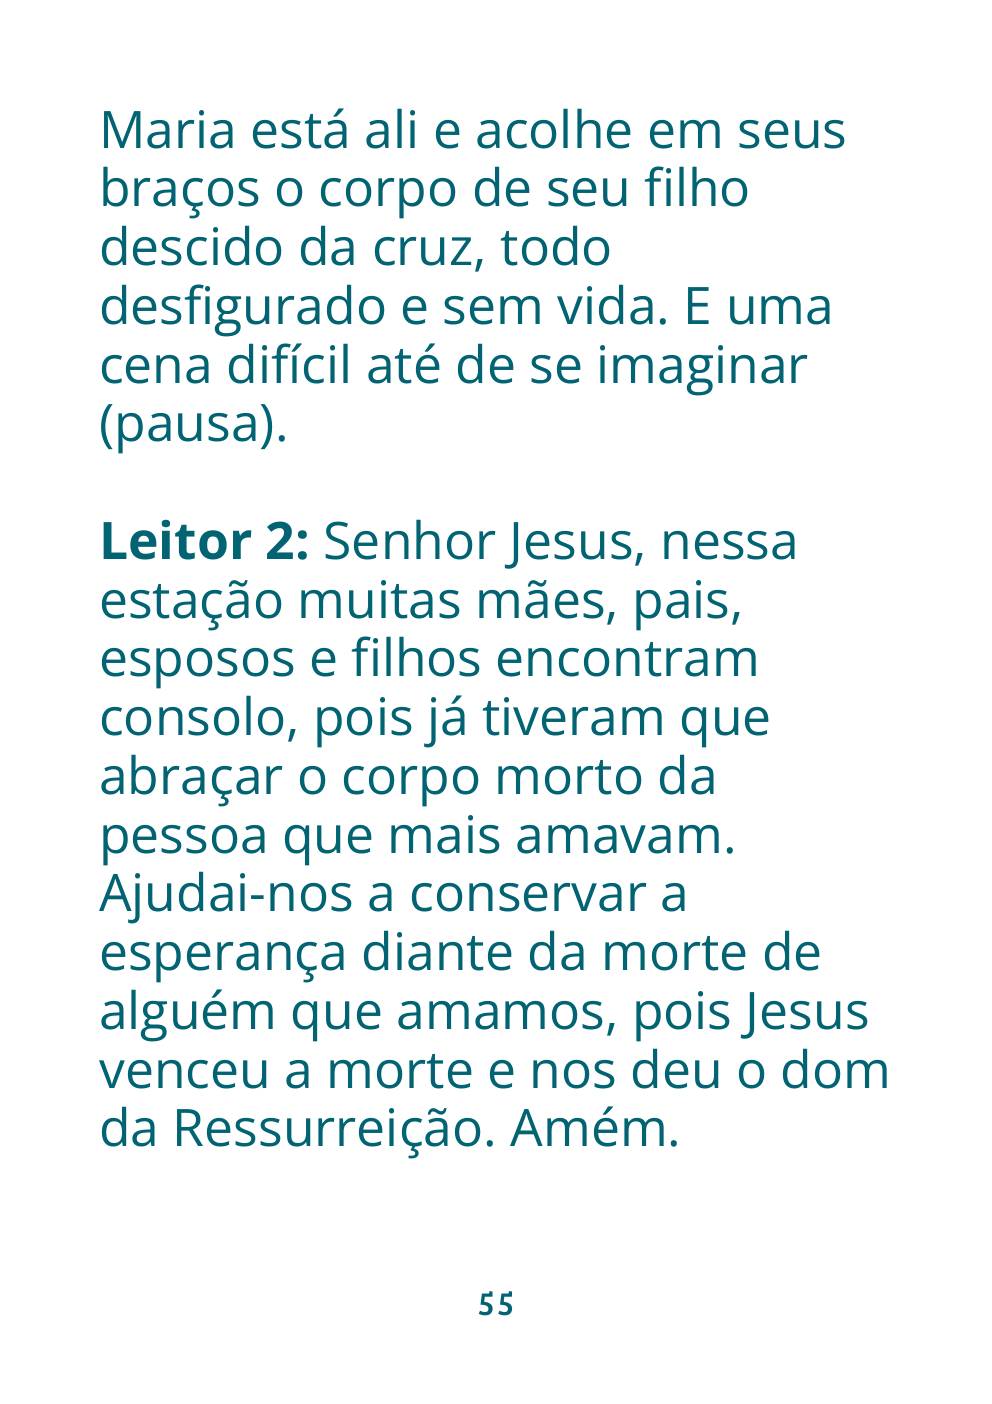 Maria está ali e acolhe em seus
braços o corpo de seu filho
descido da cruz, todo
desfigurado e sem vida. E uma
cena difícil até de se imaginar
(pausa).
Leitor 2: Senhor Jesus, nessa
estação muitas mães, pais,
esposos e filhos encontram
consolo, pois já tiveram que
abraçar o corpo morto da
pessoa que mais amavam.
Ajudai-nos a conservar a
esperança diante da morte de
alguém que amamos, pois Jesus
venceu a morte e nos deu o dom
da Ressurreição. Amém.
55